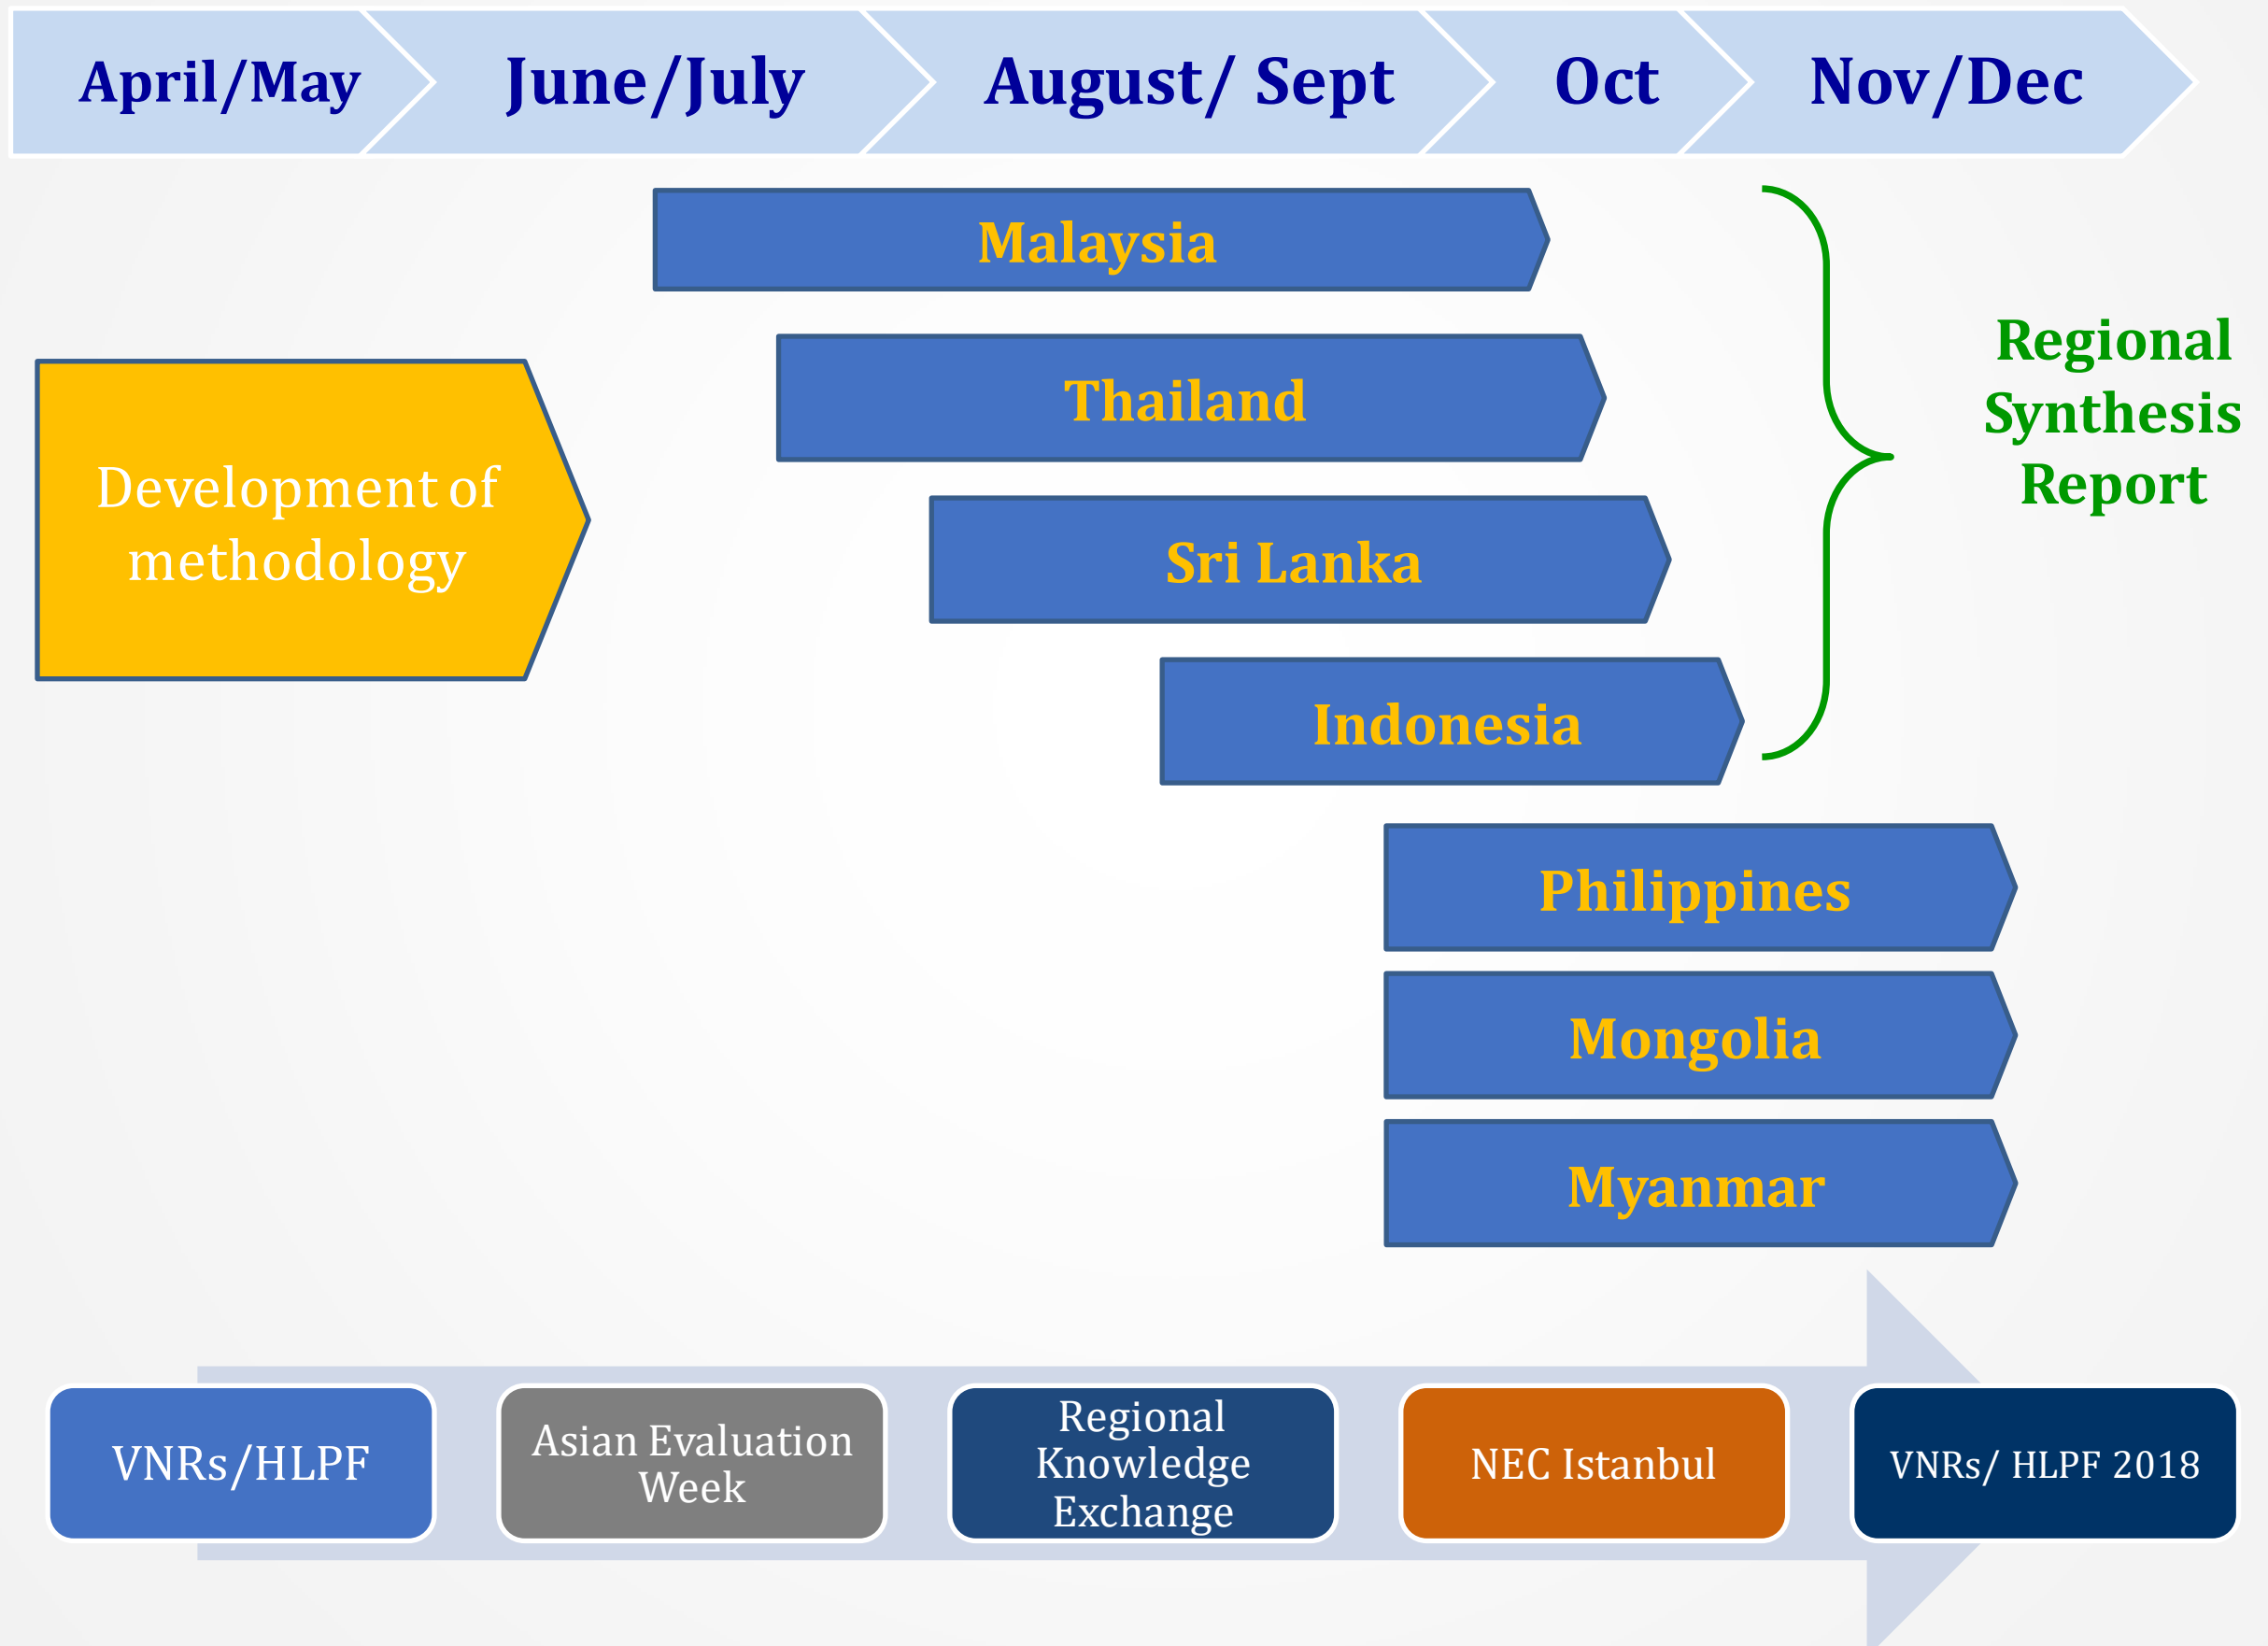 April/May
June/July
August/ Sept
Oct
Nov/Dec
Malaysia
Thailand
Sri Lanka
Indonesia
Philippines
Mongolia
Myanmar
Development of
methodology
Regional
Synthesis
Report
VNRs/HLPF
Asian Evaluation
Week
Regional
Knowledge
Exchange
NEC Istanbul
VNRs/ HLPF 2018